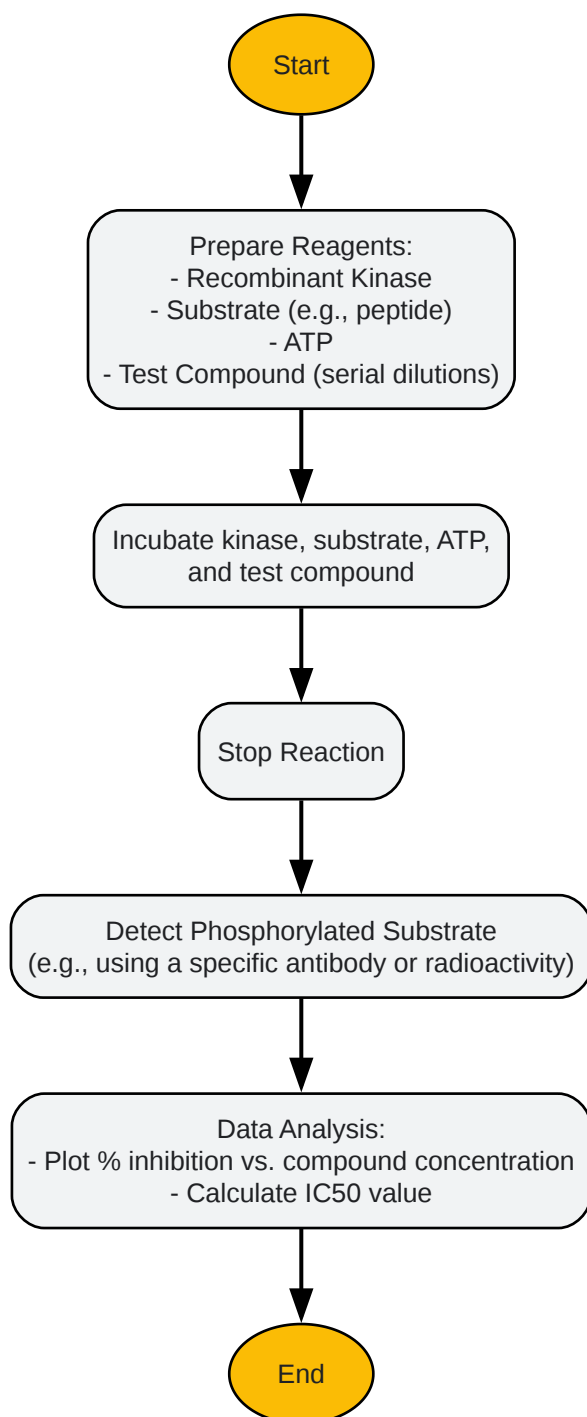 Start
Prepare Reagents:
- Recombinant Kinase
- Substrate (e.g., peptide)
- ATP
- Test Compound (serial dilutions)
Incubate kinase, substrate, ATP,
and test compound
Stop Reaction
Detect Phosphorylated Substrate
(e.g., using a specific antibody or radioactivity)
Data Analysis:
- Plot % inhibition vs. compound concentration
- Calculate IC50 value
End